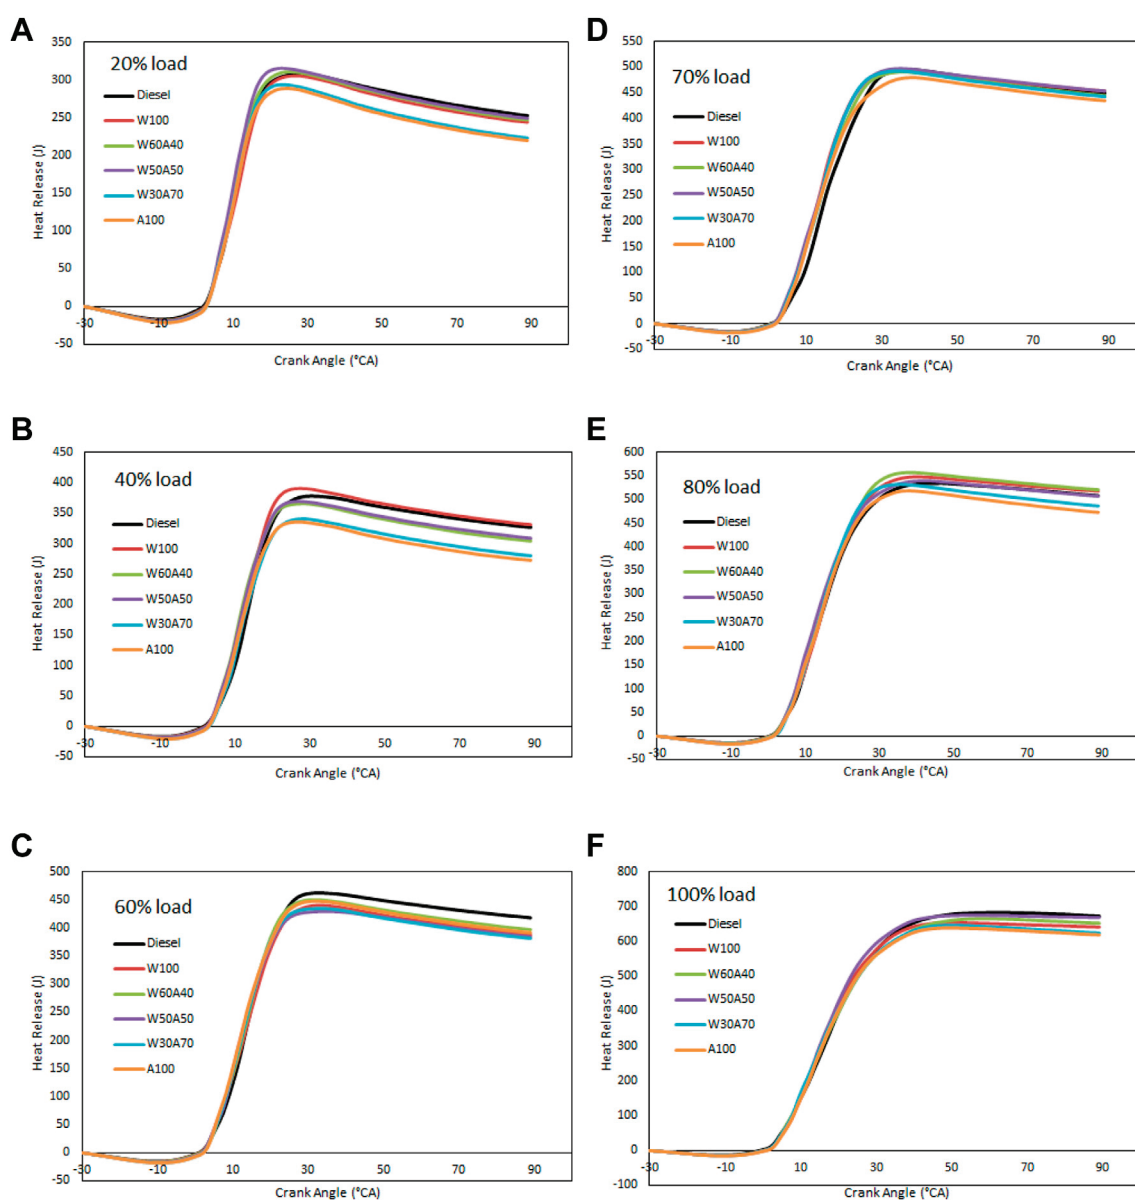 A
20% load
Diesel
W100
W60A40
W50A50
W30A70
A100
Heat Release (J)
350
300
250
200
150
100
50
0
-50
-30 -10 10 30 50 70 90
Crank Angle (°CA)
D
70% load
Diesel
W100
W60A40
W50A50
W30A70
A100
Heat Release (J)
550
500
450
400
350
300
250
200
150
100
50
0
-50
-30 -10 10 30 50 70 90
Crank Angle (°CA)
B
40% load
Diesel
W100
W60A40
W50A50
W30A70
A100
Heat Release (J)
450
400
350
300
250
200
150
100
50
0
-50
-30 -10 10 30 50 70 90
Crank Angle (°CA)
E
80% load
Diesel
W100
W60A40
W50A50
W30A70
A100
Heat Release (J)
600
550
500
450
400
350
300
250
200
150
100
50
0
-50
-30 -10 10 30 50 70 90
Crank Angle (°CA)
C
60% load
Diesel
W100
W60A40
W50A50
W30A70
A100
Heat Release (J)
500
450
400
350
300
250
200
150
100
50
0
-50
-30 -10 10 30 50 70 90
Crank Angle (°CA)
F
100% load
Diesel
W100
W60A40
W50A50
W30A70
A100
Heat Release (J)
800
700
600
500
400
300
200
100
0
-100
-30 -10 10 30 50 70 90
Crank Angle (°CA)